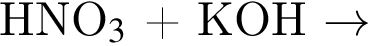 HNO₃ + KOH →